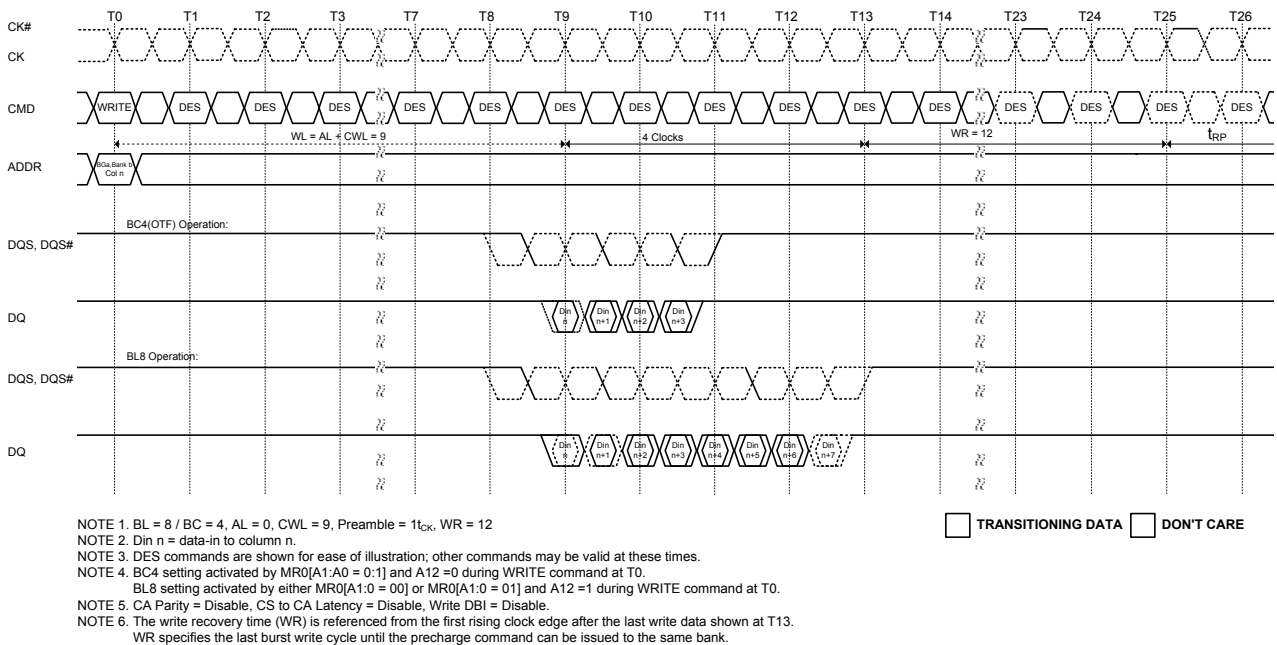 T0 T1 T2 T3 T7 T8 T9 T10 T11 T12 T13 T14 T23 T24 T25 T26
CK#
CK
CMD WRITE DES DES DES DES DES DES DES DES DES DES DES DES DES DES DES
WL = AL + CWL = 9 4 Clocks WR = 12 tRP
ADDR
BGa,Bank b
Col n
BC4(OTF) Operation:
DQS, DQS#
DQ
Din n Din n+1 Din n+2 Din n+3
BL8 Operation:
DQS, DQS#
DQ
Din n Din n+1 Din n+2 Din n+3 Din n+4 Din n+5 Din n+6 Din n+7
NOTE 1. BL = 8 / BC = 4, AL = 0, CWL = 9, Preamble = 1tCK, WR = 12
TRANSITIONING DATA DON'T CARE
NOTE 2. Din n = data-in to column n.
NOTE 3. DES commands are shown for ease of illustration; other commands may be valid at these times.
NOTE 4. BC4 setting activated by MR0[A1:A0 = 0:1] and A12 =0 during WRITE command at T0.
BL8 setting activated by either MR0[A1:0 = 00] or MR0[A1:0 = 01] and A12 =1 during WRITE command at T0.
NOTE 5. CA Parity = Disable, CS to CA Latency = Disable, Write DBI = Disable.
NOTE 6. The write recovery time (WR) is referenced from the first rising clock edge after the last write data shown at T13.
WR specifies the last burst write cycle until the precharge command can be issued to the same bank.